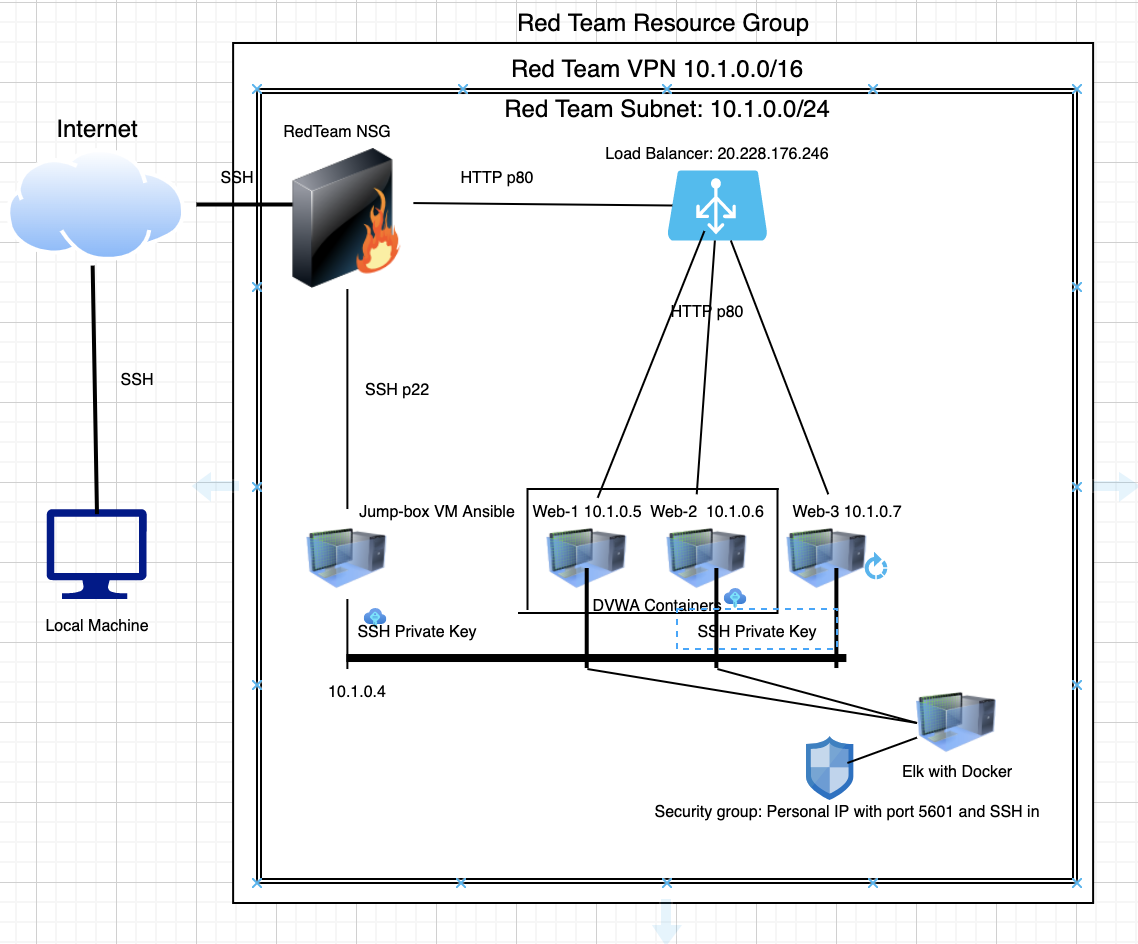 Red Team Resource Group
Red Team VPN 10.1.0.0/16
Red Team Subnet: 10.1.0.0/24
Internet
RedTeam NSG
Load Balancer: 20.228.176.246
SSH
HTTP p80
HTTP p80
SSH
SSH p22
Jump-box VM Ansible
Web-1 10.1.0.5
Web-2 10.1.0.6
Web-3 10.1.0.7
DVWA Containers
Local Machine
SSH Private Key
SSH Private Key
10.1.0.4
Elk with Docker
Security group: Personal IP with port 5601 and SSH in